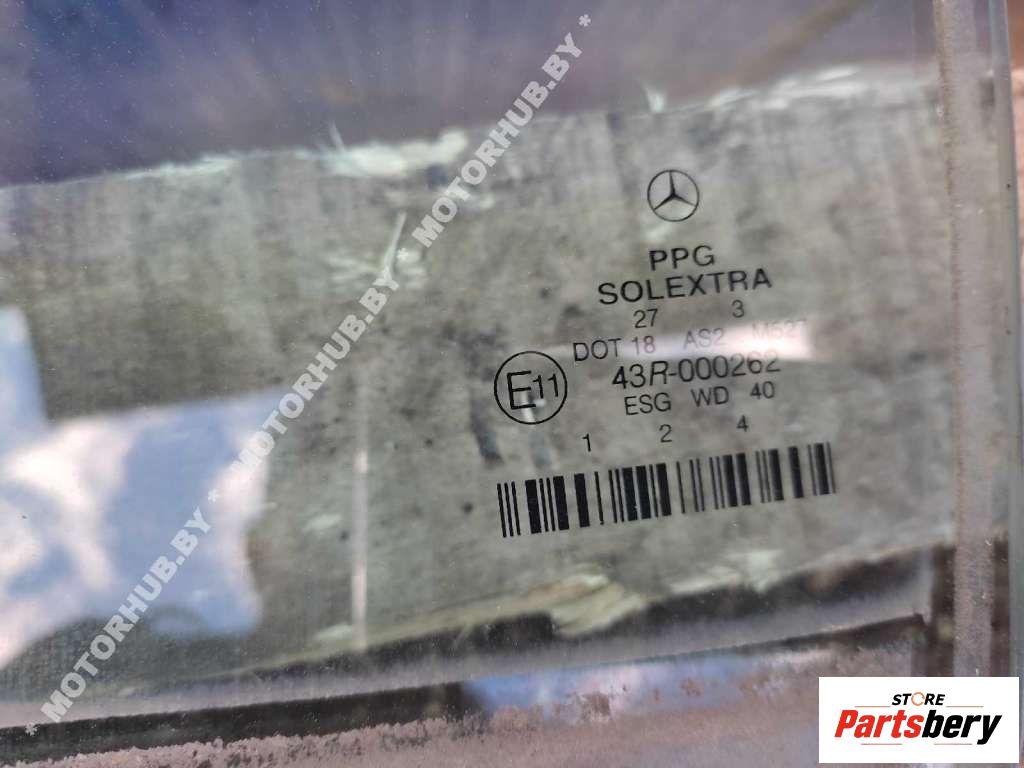 PPG
SOLEXTRA
27 3
DOT 18 AS2 M527
E11
43R-000262
ESG WD 40
1 2 4
* MOTORHUB.BY * MOTORHUB.BY * MOTORHUB.BY *
STORE
Partsbery